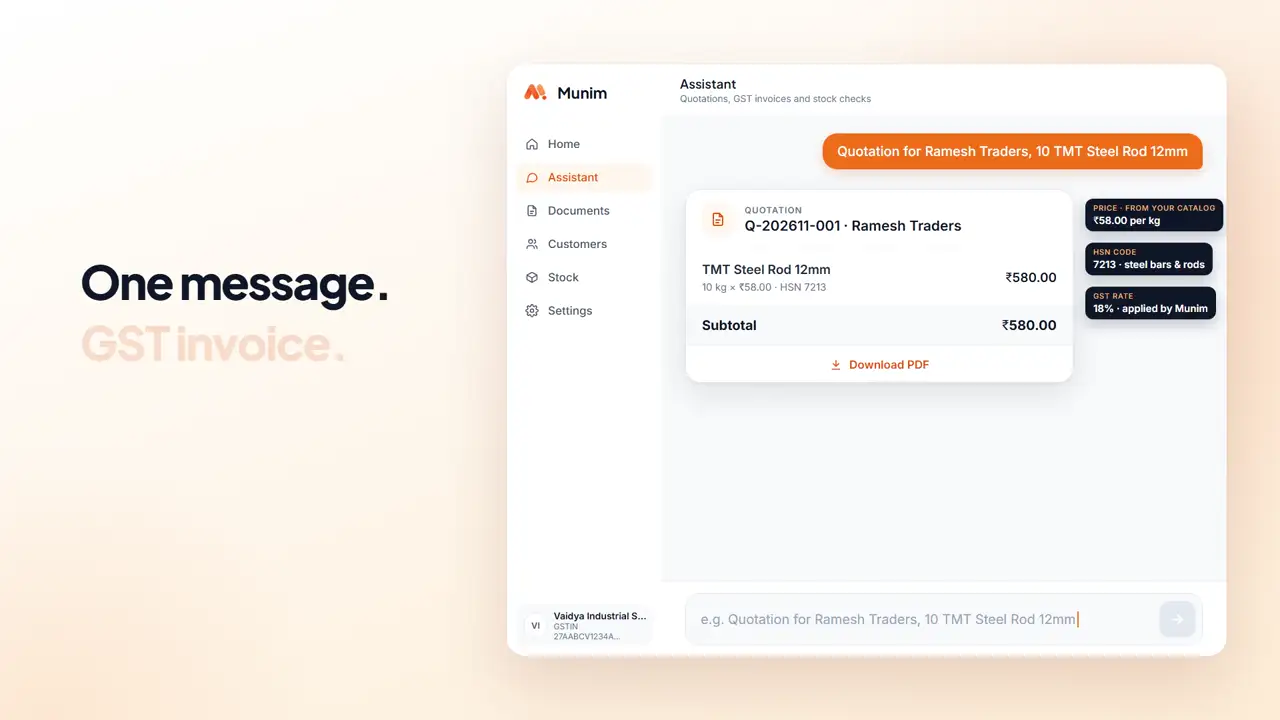 One message.
GST invoice.
Munim
Home
Assistant
Documents
Customers
Stock
Settings
Vaidya Industrial S...
VI
GSTIN
27AABCV1234A...
Assistant
Quotations, GST invoices and stock checks
Quotation for Ramesh Traders, 10 TMT Steel Rod 12mm
QUOTATION
Q-202611-001 · Ramesh Traders
TMT Steel Rod 12mm
₹580.00
10 kg × ₹58.00 · HSN 7213
Subtotal
₹580.00
Download PDF
PRICE · FROM YOUR CATALOG
₹58.00 per kg
HSN CODE
7213 · steel bars & rods
GST RATE
18% · applied by Munim
e.g. Quotation for Ramesh Traders, 10 TMT Steel Rod 12mm